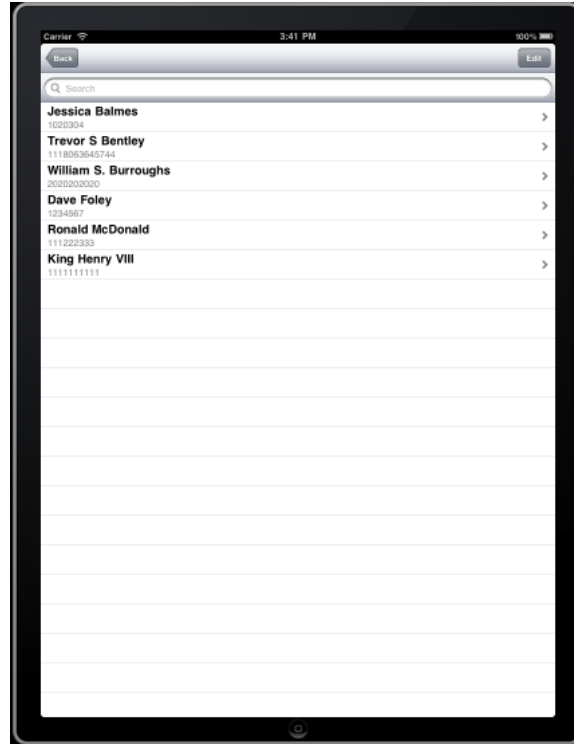 Carrier 3:41 PM 100%
Back Edit
Search
Jessica Balmes
1020304
Trevor S Bentley
1118063645744
William S. Burroughs
2020202020
Dave Foley
1234567
Ronald McDonald
111222333
King Henry VIII
1111111111